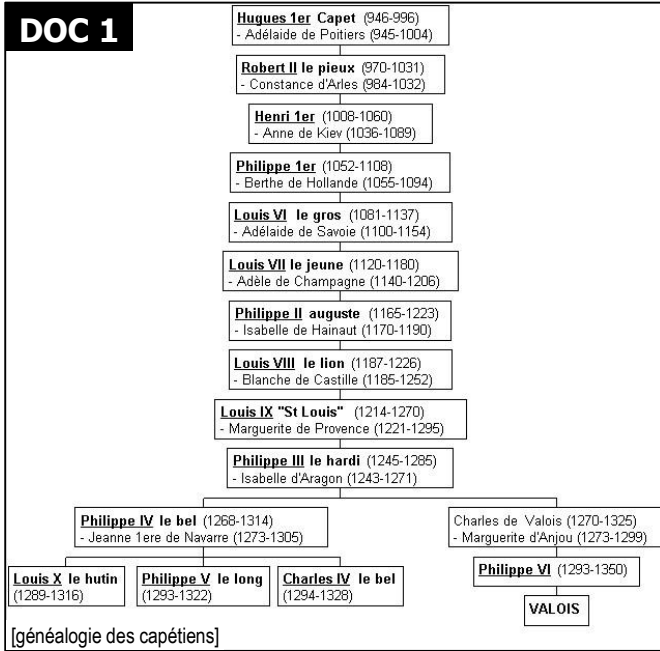 DOC 1
Hugues 1er Capet (946-996)
- Adélaide de Poitiers (945-1004)
Robert II le pieux (970-1031)
- Constance d'Arles (984-1032)
Henri 1er (1008-1060)
- Anne de Kiev (1036-1089)
Philippe 1er (1052-1108)
- Berthe de Hollande (1055-1094)
Louis VI le gros (1081-1137)
- Adélaide de Savoie (1100-1154)
Louis VII le jeune (1120-1180)
- Adèle de Champagne (1140-1206)
Philippe II auguste (1165-1223)
- Isabelle de Hainaut (1170-1190)
Louis VIII le lion (1187-1226)
- Blanche de Castille (1185-1252)
Louis IX "St Louis" (1214-1270)
- Marguerite de Provence (1221-1295)
Philippe III le hardi (1245-1285)
- Isabelle d'Aragon (1243-1271)
Philippe IV le bel (1268-1314)
- Jeanne 1ere de Navarre (1273-1305)
Charles de Valois (1270-1325)
- Marguerite d'Anjou (1273-1299)
Louis X le hutin
(1289-1316)
Philippe V le long
(1293-1322)
Charles IV le bel
(1294-1328)
Philippe VI (1293-1350)
VALOIS
[généalogie des capétiens]